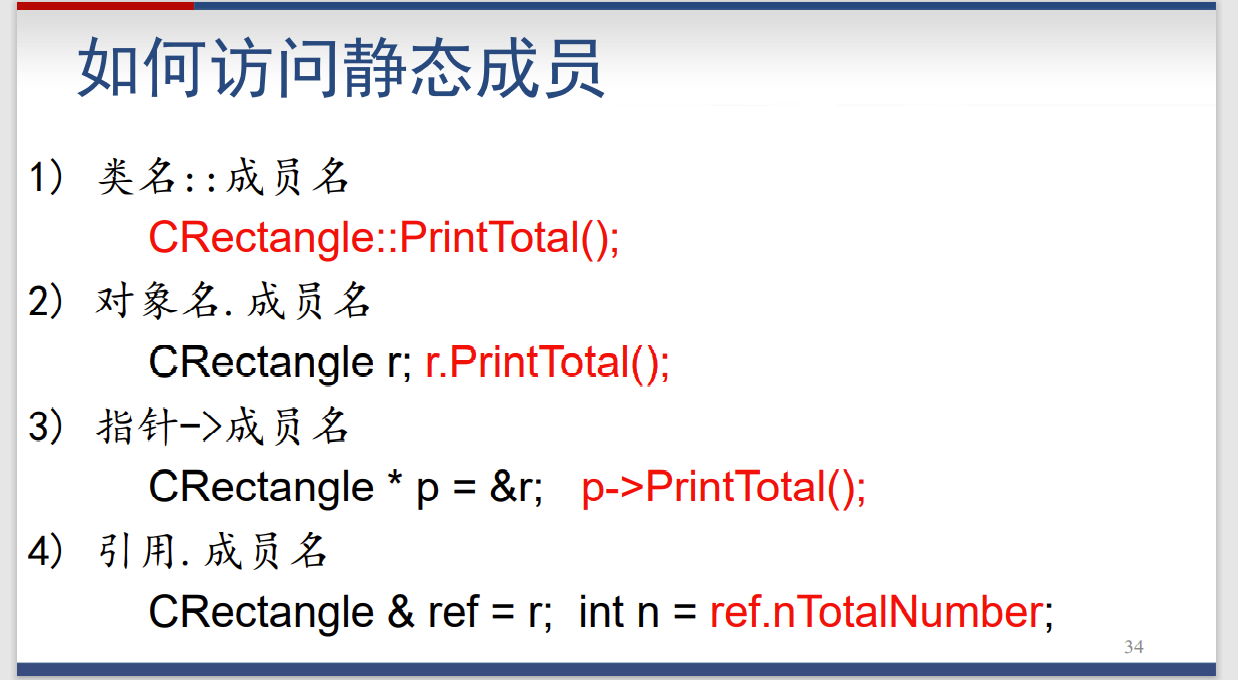 如何访问静态成员
1) 类名::成员名
CRectangle::PrintTotal();
2) 对象名.成员名
CRectangle r; r.PrintTotal();
3) 指针->成员名
CRectangle * p = &r; p->PrintTotal();
4) 引用.成员名
CRectangle & ref = r; int n = ref.nTotalNumber;
34